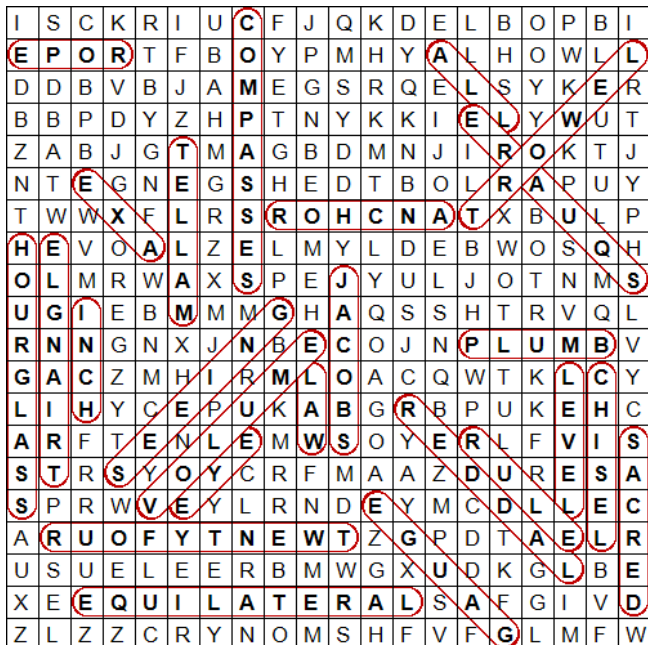 I S C K R I U C F J Q K D E L B O P B I
E P O R T F B O Y P M H Y A L H O W L L
D D B V B J A M E G S R Q E L S Y K E R
B B P D Y Z H P T N Y K K I E L Y W U T
Z A B J G T M A G B D M N J I R O K T J
N T E G N E G S H E D T B O L R A P U Y
T W W X F L R S R O H C N A T X B U L P
H E V O A L Z E L M Y L D E B W O S Q H
O L M R W A X S P E J Y U L J O T N M S
U G I E B M M M G H A Q S S H T R V Q L
R N N G N X J N B E C O J N P L U M B V
G A C Z M H I R M L O A C Q W T K L C Y
L I H Y C E P U K A B G R B P U K E H C
A R F T E N L E M W S O Y E R L F V I S
S T R S Y O Y C R F M A A Z D U R E S A
S P R W V E Y L R N D E Y M C D L L E C
A R U O F Y T N E W T Z G P D T A E L R
U S U E L E E R B M W G X U D K G L B E
X E E Q U I L A T E R A L S A F G I V D
Z L Z Z C R Y N O M S H F V F G L M F W